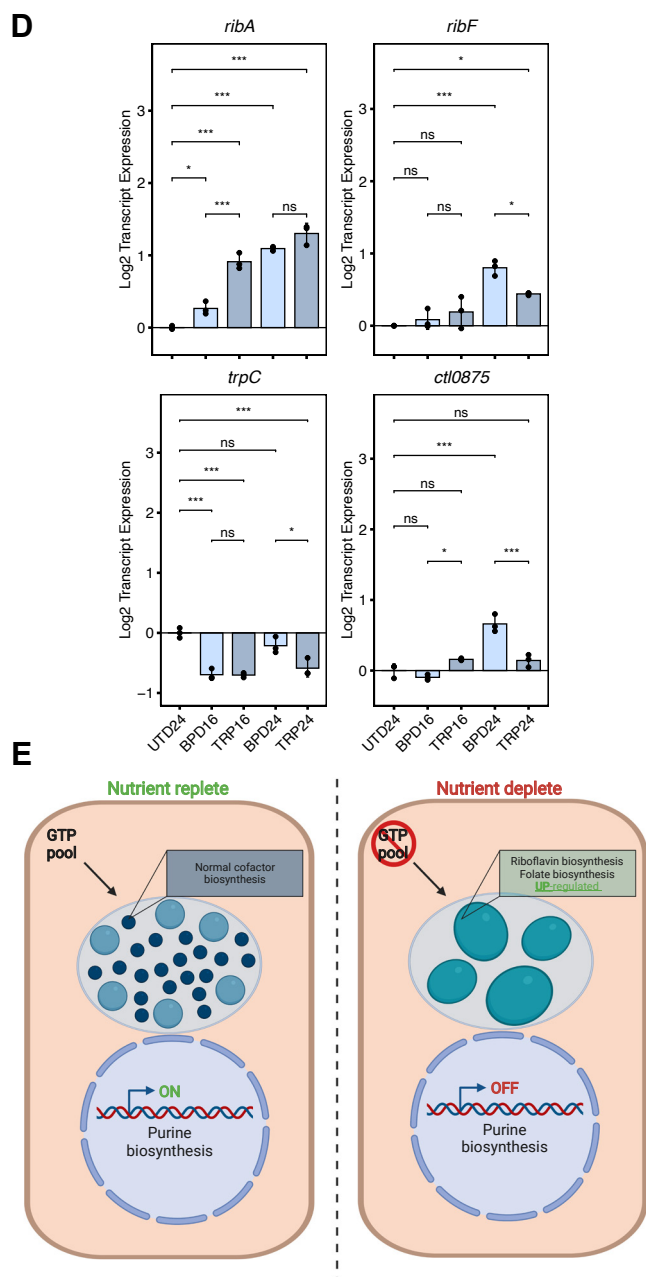 D
ribA
ribF
Log2 Transcript Expression
3
2
1
0
***
***
***
*
***
ns
Log2 Transcript Expression
3
2
1
0
*
***
ns
ns
ns
*
trpC
ctl0875
Log2 Transcript Expression
3
2
1
0
−1
***
ns
***
***
ns
*
UTD24
BPD16
TRP16
BPD24
TRP24
Log2 Transcript Expression
3
2
1
0
ns
***
ns
ns
*
***
UTD24
BPD16
TRP16
BPD24
TRP24
E
Nutrient replete
GTP
pool
Normal cofactor
biosynthesis
ON
Purine
biosynthesis
Nutrient deplete
GTP
pool
Riboflavin biosynthesis
Folate biosynthesis
UP-regulated
OFF
Purine
biosynthesis